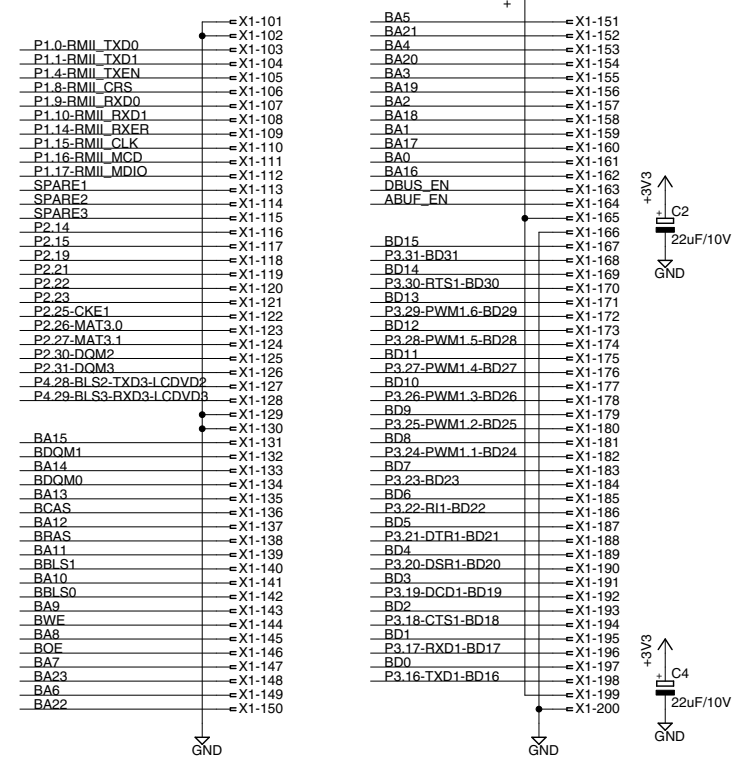 X1-101
X1-102
P1.0-RMII_TXD0 X1-103
P1.1-RMII_TXD1 X1-104
P1.4-RMII_TXEN X1-105
P1.8-RMII_CRS X1-106
P1.9-RMII_RXD0 X1-107
P1.10-RMII_RXD1 X1-108
P1.14-RMII_RXER X1-109
P1.15-RMII_CLK X1-110
P1.16-RMII_MCD X1-111
P1.17-RMII_MDIO X1-112
SPARE1 X1-113
SPARE2 X1-114
SPARE3 X1-115
P2.14 X1-116
P2.15 X1-117
P2.19 X1-118
P2.21 X1-119
P2.22 X1-120
P2.23 X1-121
P2.25-CKE1 X1-122
P2.26-MAT3.0 X1-123
P2.27-MAT3.1 X1-124
P2.30-DQM2 X1-125
P2.31-DQM3 X1-126
P4.28-BLS2-TXD3-LCDVD2 X1-127
P4.29-BLS3-RXD3-LCDVD3 X1-128
X1-129
X1-130
BA15 X1-131
BDQM1 X1-132
BA14 X1-133
BDQM0 X1-134
BA13 X1-135
BCAS X1-136
BA12 X1-137
BRAS X1-138
BA11 X1-139
BBLS1 X1-140
BA10 X1-141
BBLS0 X1-142
BA9 X1-143
BWE X1-144
BA8 X1-145
BOE X1-146
BA7 X1-147
BA23 X1-148
BA6 X1-149
BA22 X1-150
GND
+
BA5 X1-151
BA21 X1-152
BA4 X1-153
BA20 X1-154
BA3 X1-155
BA19 X1-156
BA2 X1-157
BA18 X1-158
BA1 X1-159
BA17 X1-160
BA0 X1-161
BA16 X1-162
DBUS_EN X1-163
ABUF_EN X1-164
X1-165
X1-166
BD15 X1-167
P3.31-BD31 X1-168
BD14 X1-169
P3.30-RTS1-BD30 X1-170
BD13 X1-171
P3.29-PWM1.6-BD29 X1-172
BD12 X1-173
P3.28-PWM1.5-BD28 X1-174
BD11 X1-175
P3.27-PWM1.4-BD27 X1-176
BD10 X1-177
P3.26-PWM1.3-BD26 X1-178
BD9 X1-179
P3.25-PWM1.2-BD25 X1-180
BD8 X1-181
P3.24-PWM1.1-BD24 X1-182
BD7 X1-183
P3.23-BD23 X1-184
BD6 X1-185
P3.22-RI1-BD22 X1-186
BD5 X1-187
P3.21-DTR1-BD21 X1-188
BD4 X1-189
P3.20-DSR1-BD20 X1-190
BD3 X1-191
P3.19-DCD1-BD19 X1-192
BD2 X1-193
P3.18-CTS1-BD18 X1-194
BD1 X1-195
P3.17-RXD1-BD17 X1-196
BD0 X1-197
P3.16-TXD1-BD16 X1-198
X1-199
X1-200
GND
+3V3
+ C2
22uF/10V
GND
+3V3
+ C4
22uF/10V
GND